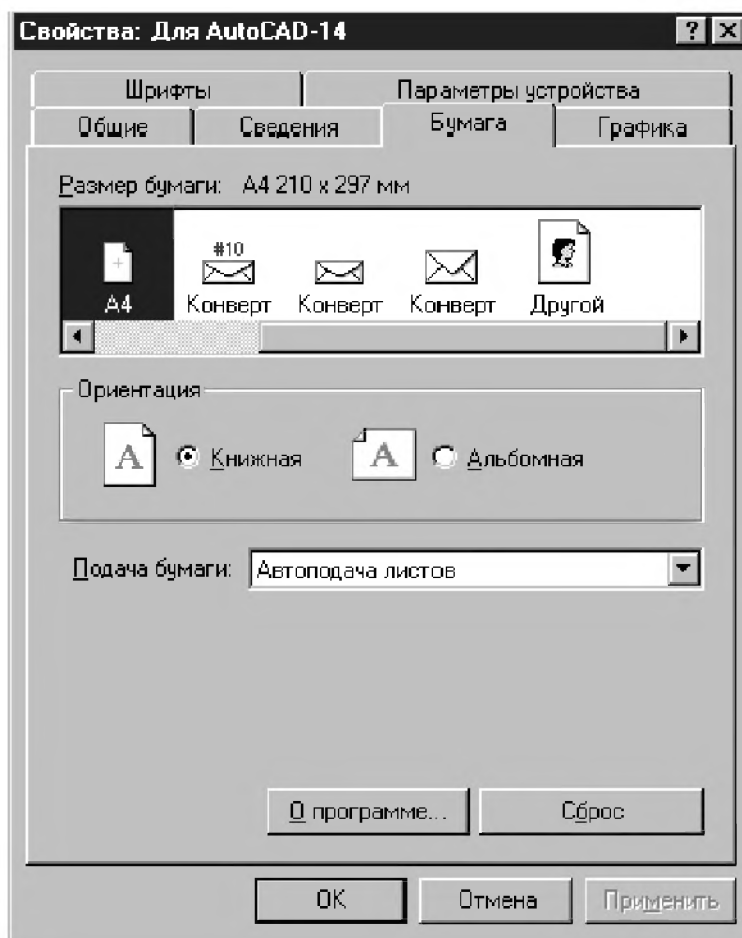 Свойства: Для AutoCAD-14
Шрифты Параметры устройства
Общие Сведения Бумага Графика
Размер бумаги: A4 210 x 297 мм
#10
A4 Конверт Конверт Конверт Другой
Ориентация
A Книжная A Альбомная
Подача бумаги: Автоподача листов
О программе... Сброс
OK Отмена Применить